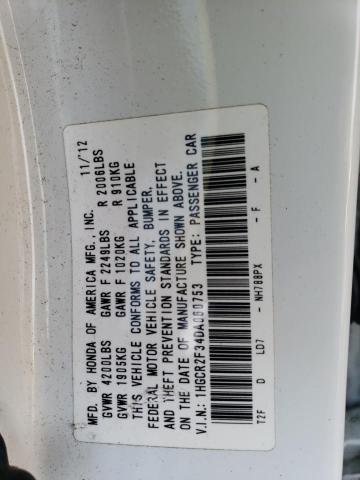 MFD. BY HONDA OF AMERICA MFG., INC. 11/'12
GVWR 4200LBS GAWR F 2249LBS R 2006LBS
GVWR 1905KG GAWR F 1020KG R 910KG
THIS VEHICLE CONFORMS TO ALL APPLICABLE
FEDERAL MOTOR VEHICLE SAFETY, BUMPER,
AND THEFT PREVENTION STANDARDS IN EFFECT
ON THE DATE OF MANUFACTURE SHOWN ABOVE.
V.I.N.: 1HGCR2F34DA060753 TYPE: PASSENGER CAR
T2F D LD7 - NH788PX - F - A